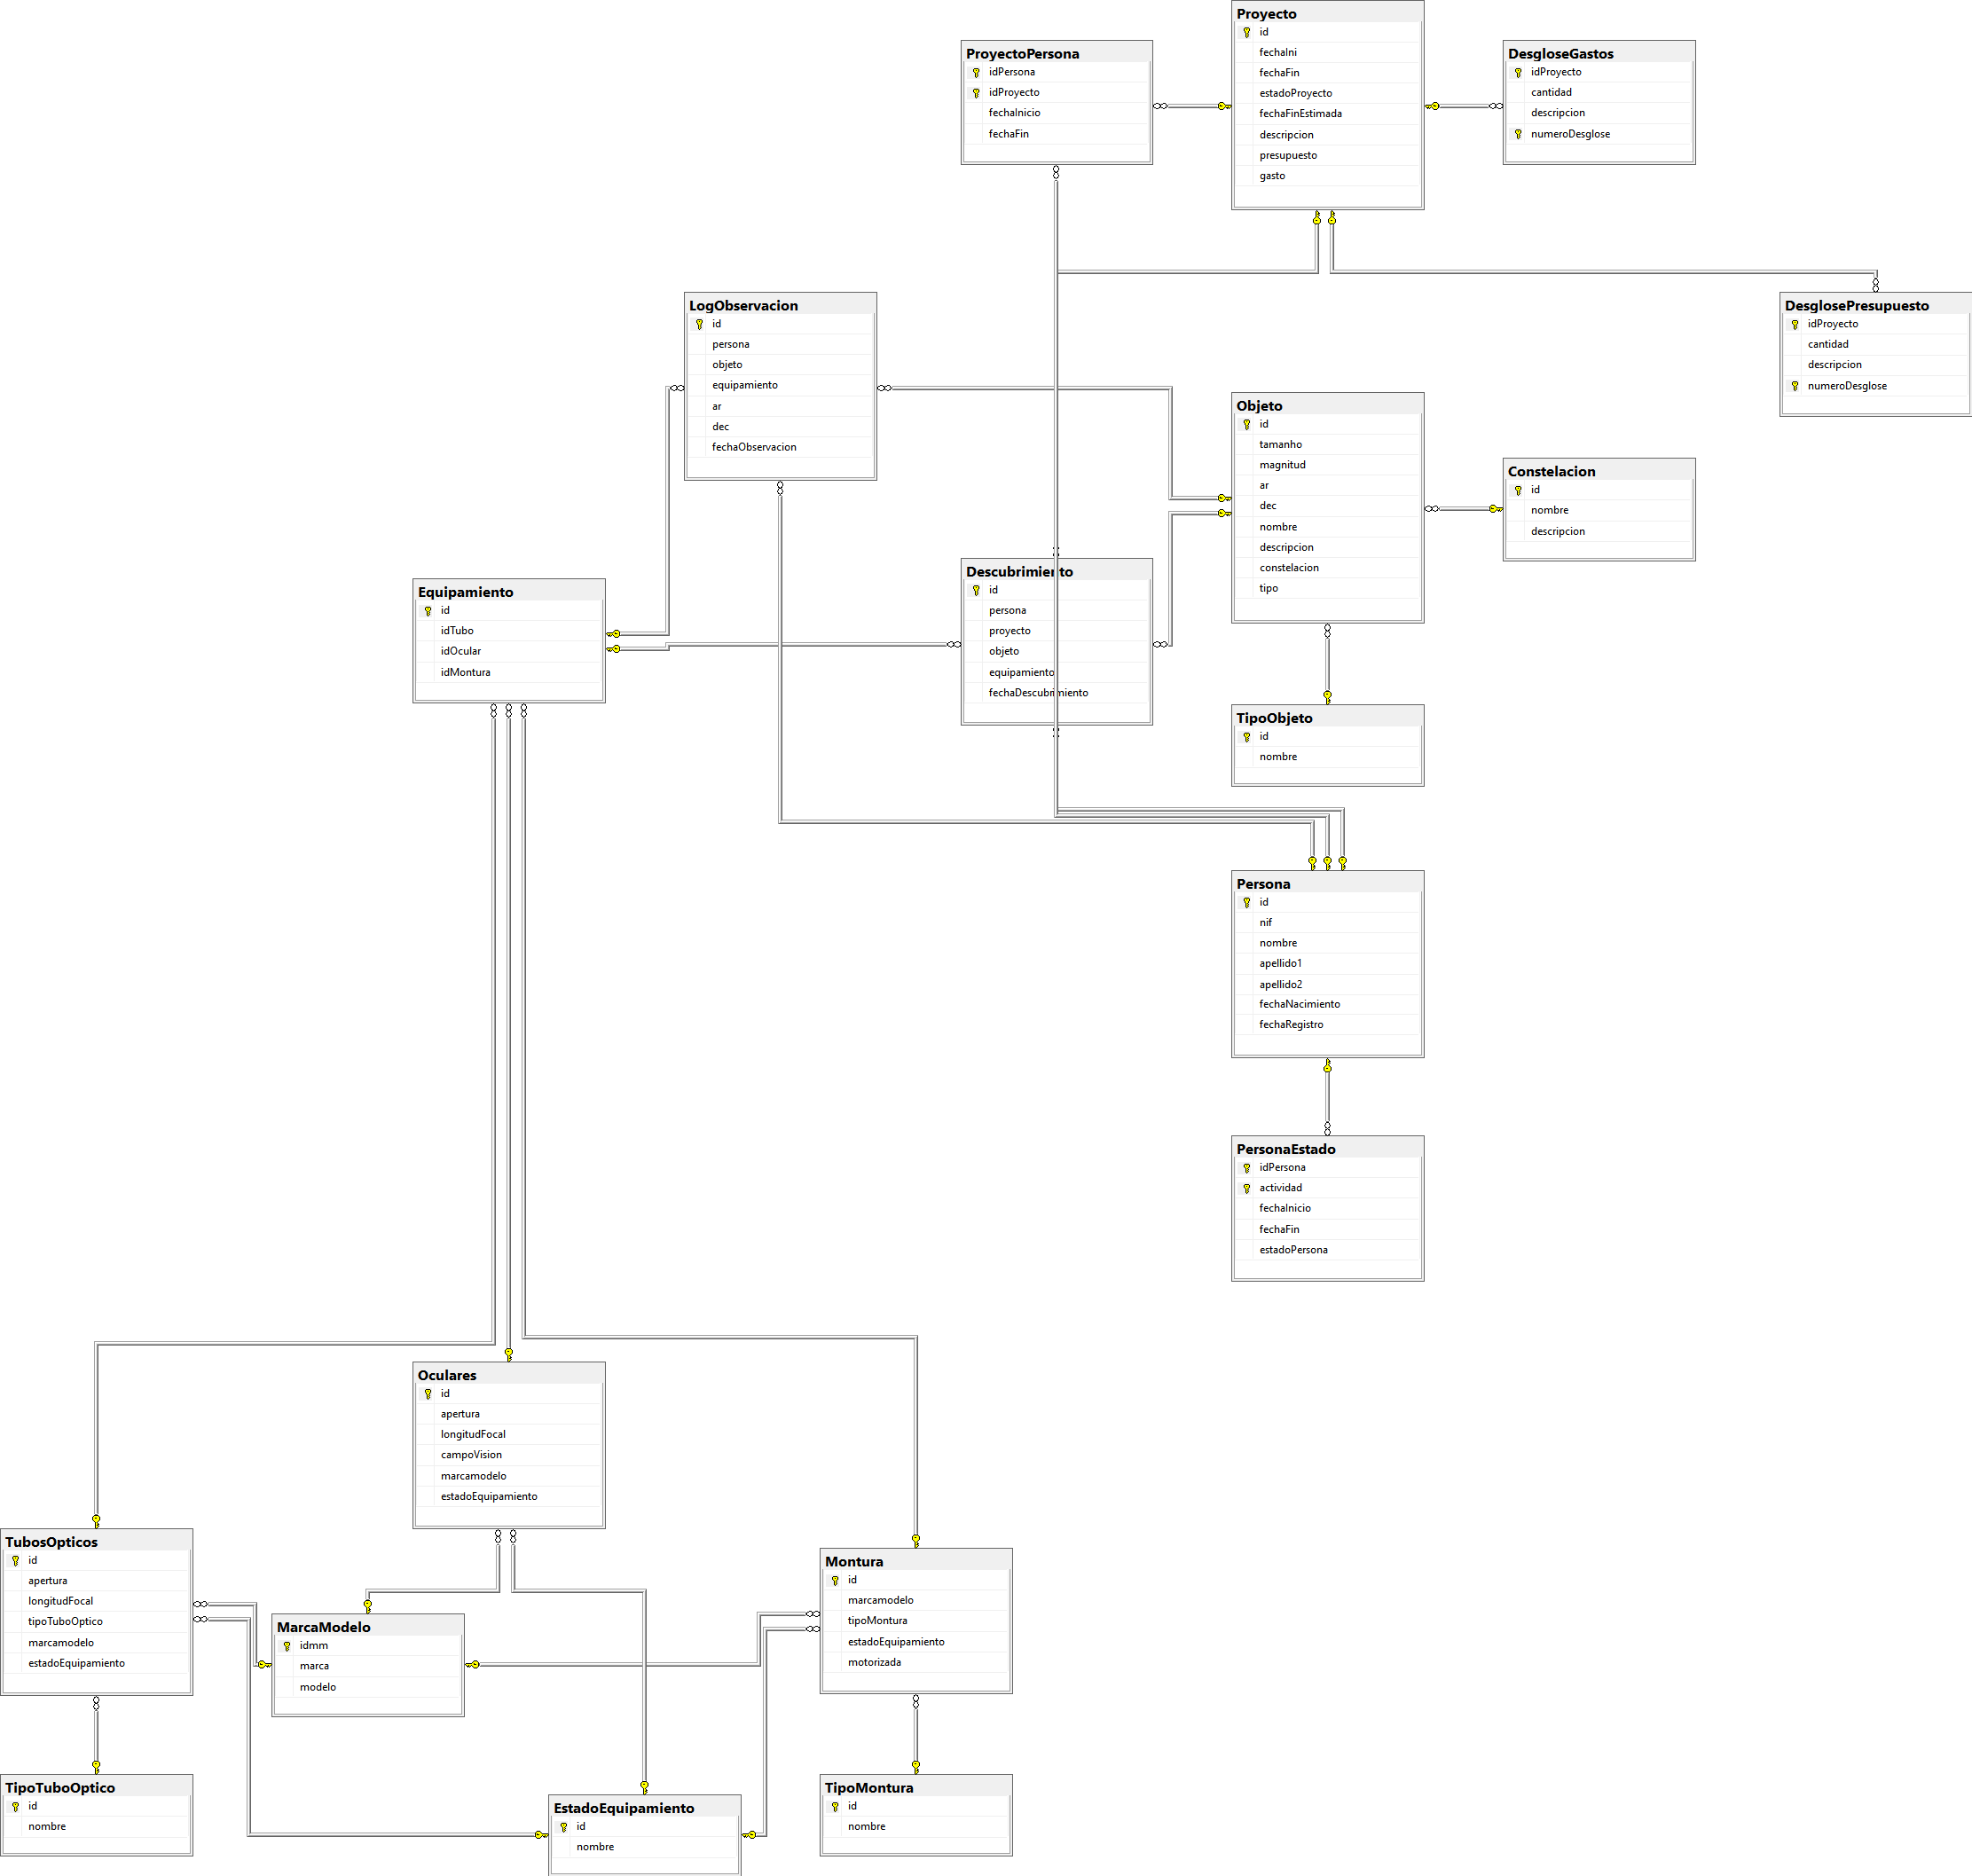 Proyecto
id
fechaIni
fechaFin
estadoProyecto
fechaFinEstimada
descripcion
presupuesto
gasto
ProyectoPersona
idPersona
idProyecto
fechaInicio
fechaFin
DesgloseGastos
idProyecto
cantidad
descripcion
numeroDesglose
LogObservacion
id
persona
objeto
equipamiento
ar
dec
fechaObservacion
DesglosePresupuesto
idProyecto
cantidad
descripcion
numeroDesglose
Objeto
id
tamanho
magnitud
ar
dec
nombre
descripcion
constelacion
tipo
Constelacion
id
nombre
descripcion
Descubrimiento
id
persona
proyecto
objeto
equipamiento
fechaDescubrimiento
Equipamiento
id
idTubo
idOcular
idMontura
TipoObjeto
id
nombre
Persona
id
nif
nombre
apellido1
apellido2
fechaNacimiento
fechaRegistro
PersonaEstado
idPersona
actividad
fechaInicio
fechaFin
estadoPersona
Oculares
id
apertura
longitudFocal
campoVision
marcamodelo
estadoEquipamiento
TubosOpticos
id
apertura
longitudFocal
tipoTuboOptico
marcamodelo
estadoEquipamiento
Montura
id
marcamodelo
tipoMontura
estadoEquipamiento
motorizada
MarcaModelo
idmm
marca
modelo
TipoTuboOptico
id
nombre
EstadoEquipamiento
id
nombre
TipoMontura
id
nombre